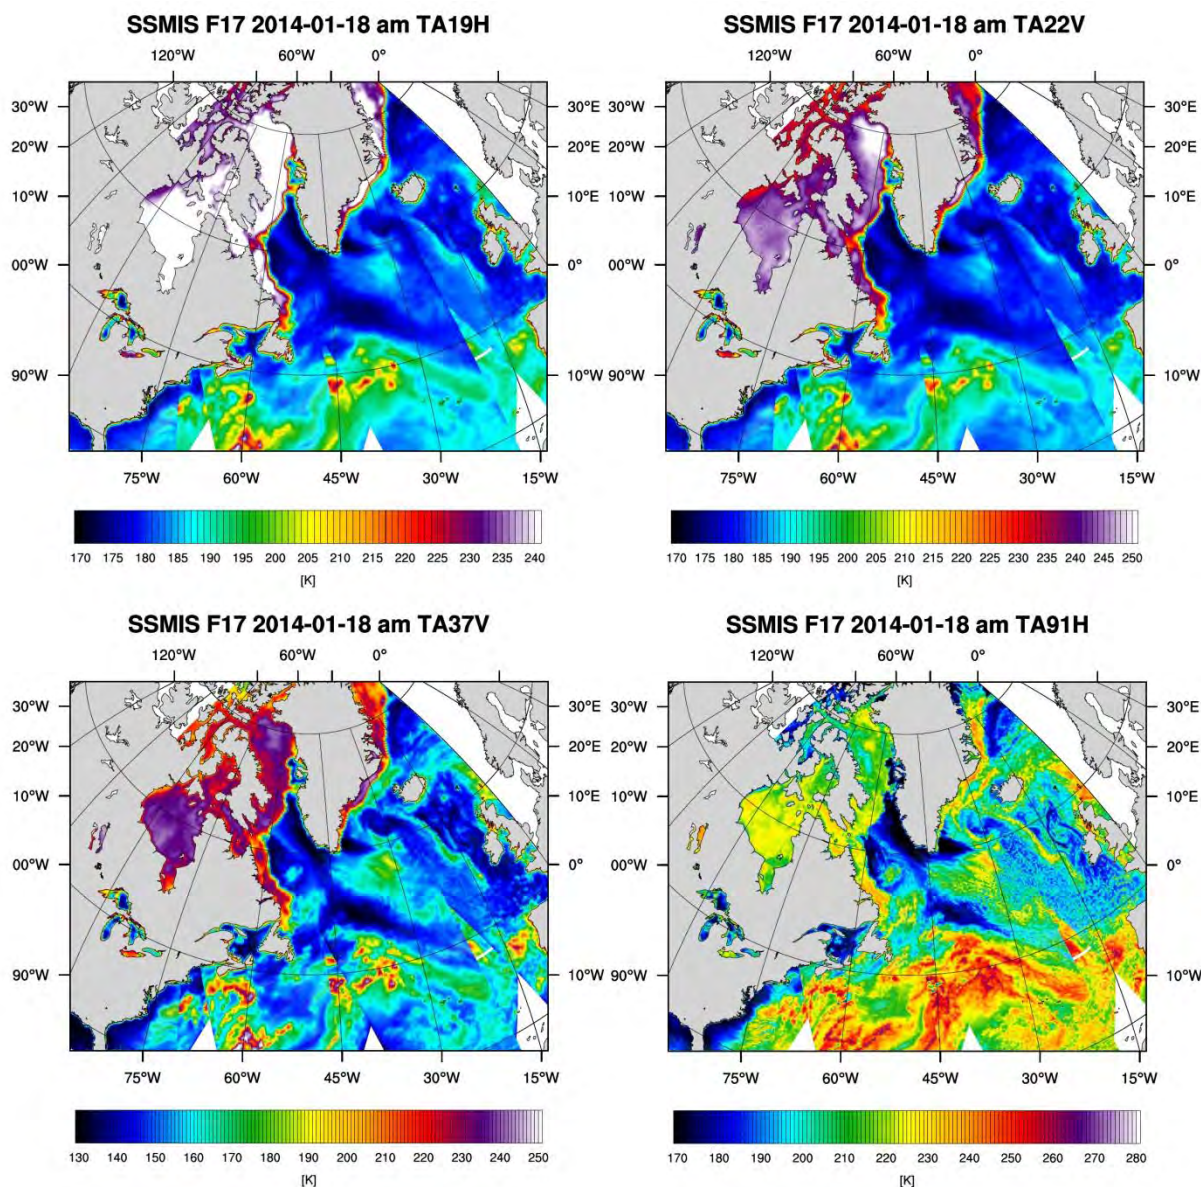 SSMIS F17 2014-01-18 am TA19H
120°W 60°W 0°
30°W 30°E
20°W 20°E
10°W 10°E
00°W 0°
90°W 10°W
75°W 60°W 45°W 30°W 15°W
170 175 180 185 190 195 200 205 210 215 220 225 230 235 240
[K]
SSMIS F17 2014-01-18 am TA22V
120°W 60°W 0°
30°W 30°E
20°W 20°E
10°W 10°E
00°W 0°
90°W 10°W
75°W 60°W 45°W 30°W 15°W
170 175 180 185 190 195 200 205 210 215 220 225 230 235 240 245 250
[K]
SSMIS F17 2014-01-18 am TA37V
120°W 60°W 0°
30°W 30°E
20°W 20°E
10°W 10°E
00°W 0°
90°W 10°W
75°W 60°W 45°W 30°W 15°W
130 140 150 160 170 180 190 200 210 220 230 240 250
[K]
SSMIS F17 2014-01-18 am TA91H
120°W 60°W 0°
30°W 30°E
20°W 20°E
10°W 10°E
00°W 0°
90°W 10°W
75°W 60°W 45°W 30°W 15°W
170 180 190 200 210 220 230 240 250 260 270 280
[K]